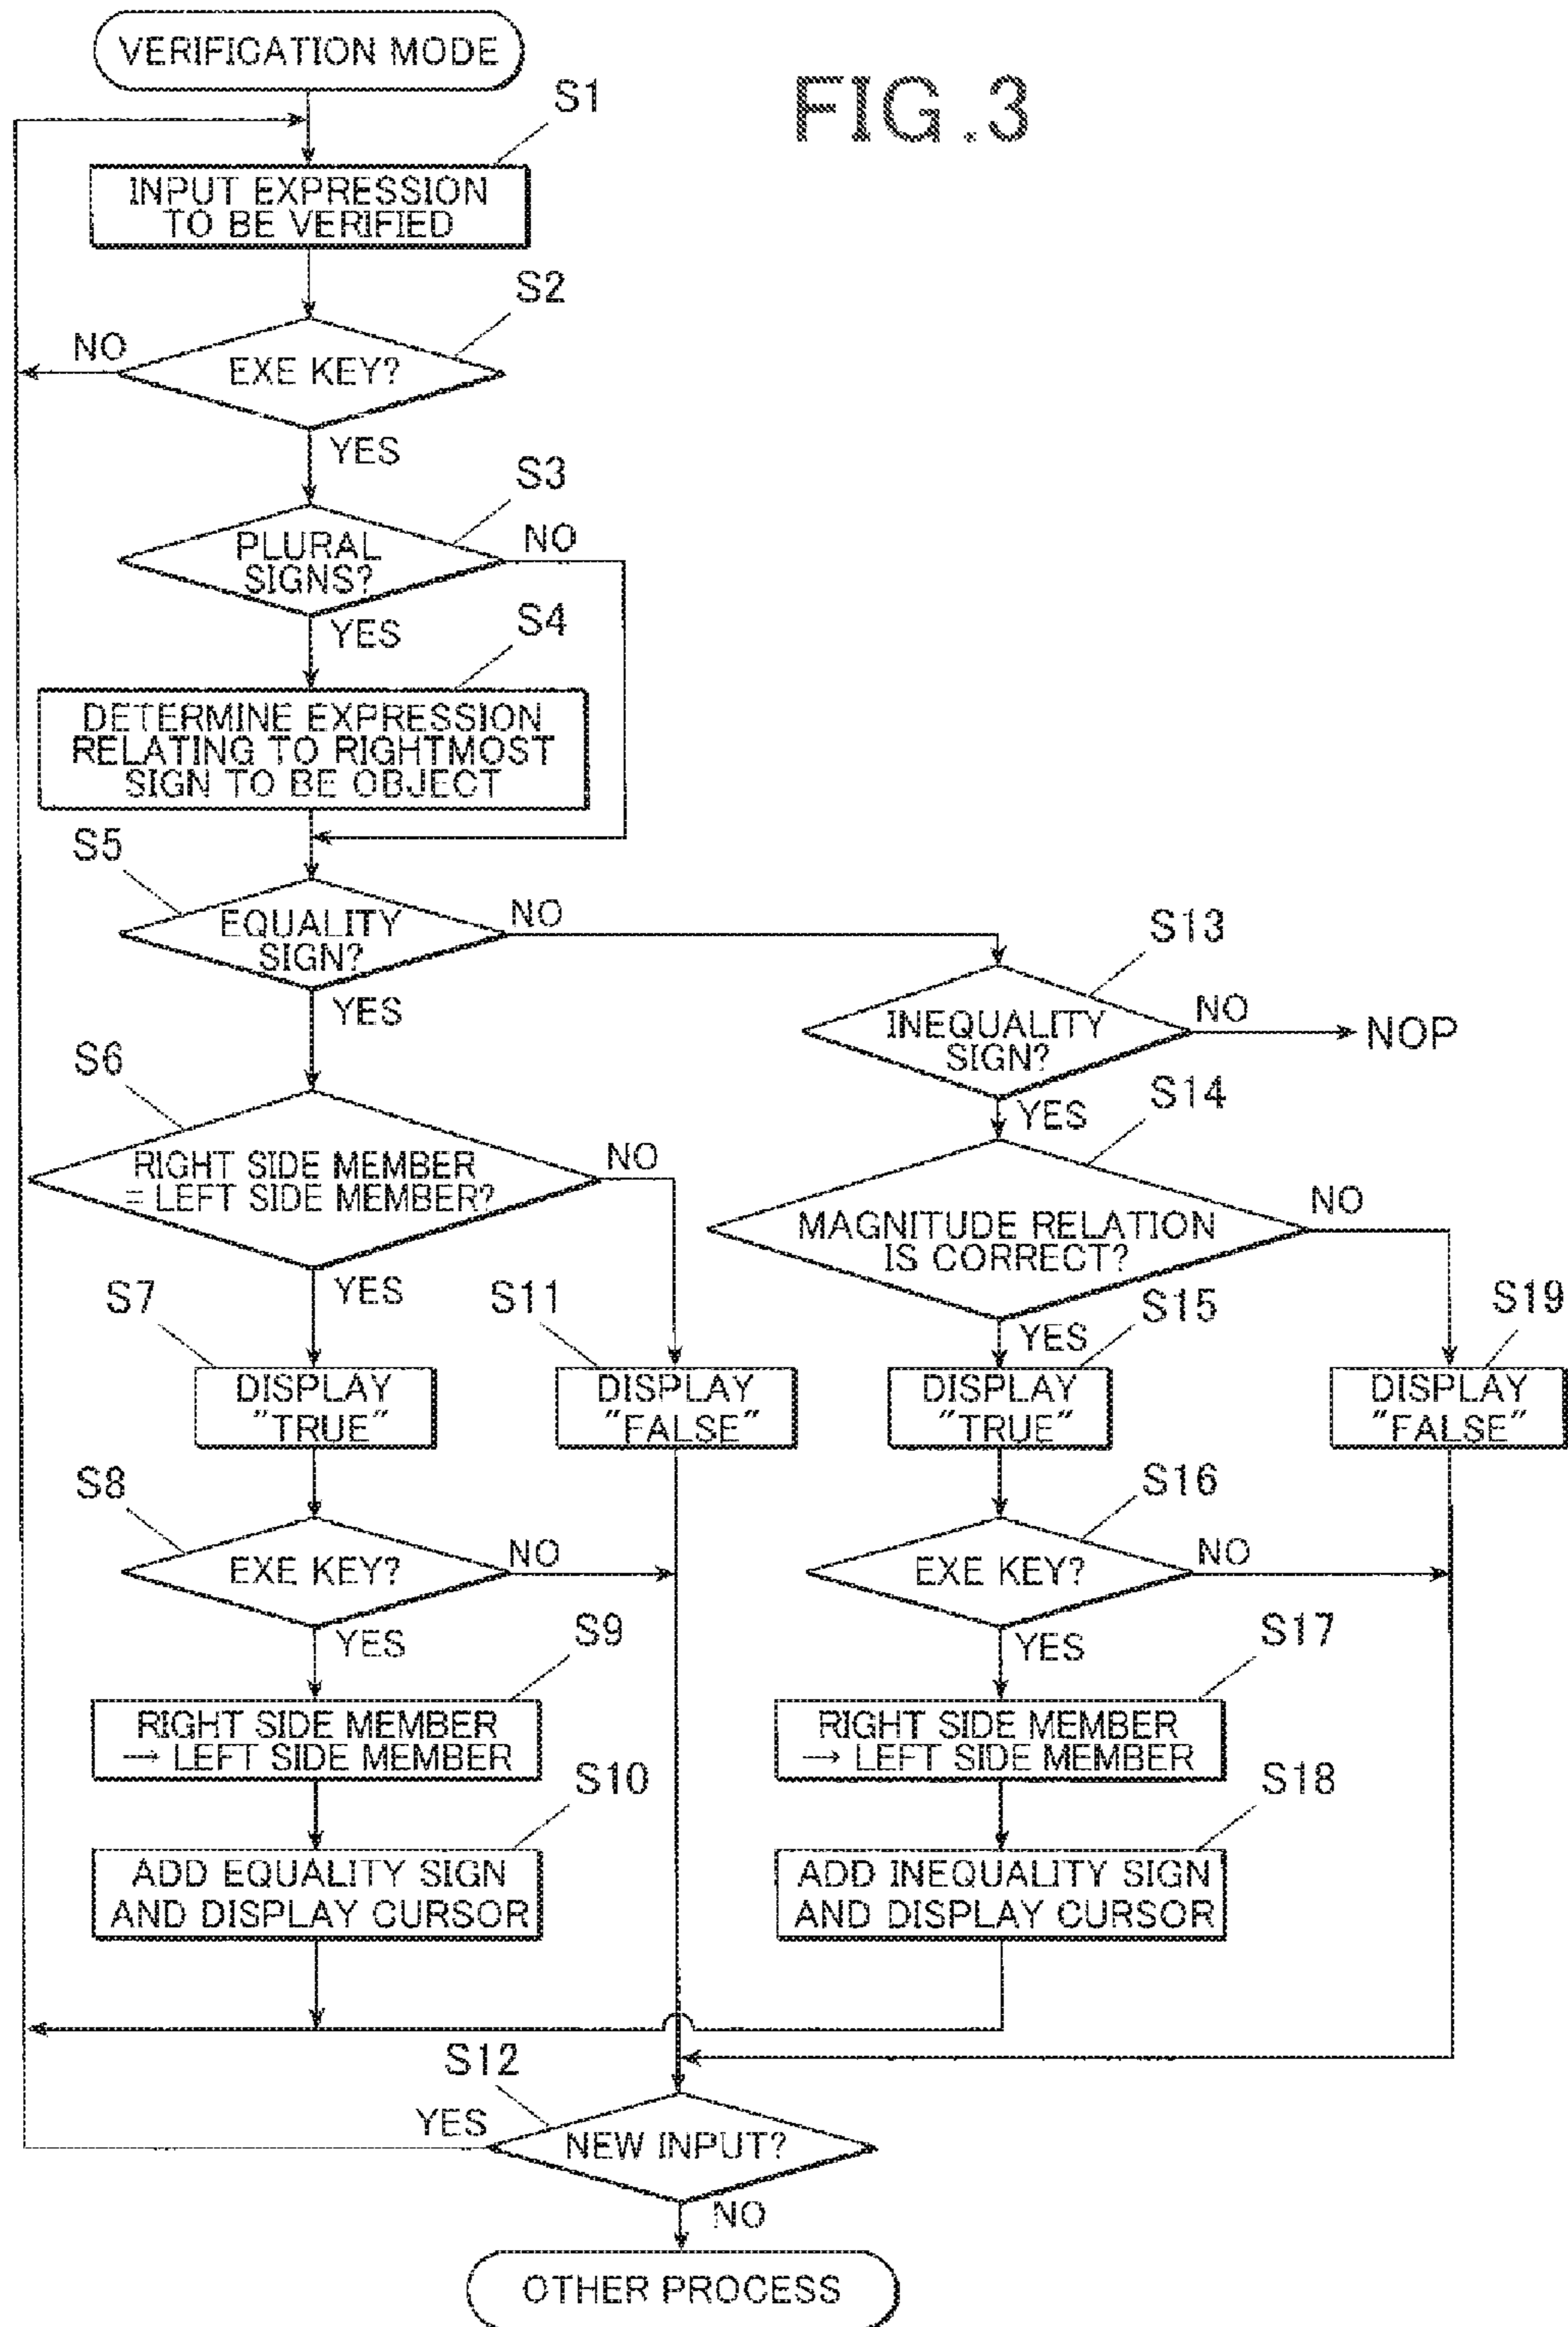 VERIFICATION MODE
FIG.3
S1
INPUT EXPRESSION
TO BE VERIFIED
S2
NO
EXE KEY?
YES
S3
PLURAL
SIGNS?
NO
YES
S4
DETERMINE EXPRESSION
RELATING TO RIGHTMOST
SIGN TO BE OBJECT
S5
EQUALITY
SIGN?
NO
YES
S13
INEQUALITY
SIGN?
NO
NOP
YES
S6
RIGHT SIDE MEMBER
= LEFT SIDE MEMBER?
NO
YES
S14
MAGNITUDE RELATION
IS CORRECT?
NO
YES
S7
DISPLAY
"TRUE"
S11
DISPLAY
"FALSE"
S15
DISPLAY
"TRUE"
S19
DISPLAY
"FALSE"
S8
EXE KEY?
NO
YES
S16
EXE KEY?
NO
YES
S9
RIGHT SIDE MEMBER
→ LEFT SIDE MEMBER
S17
RIGHT SIDE MEMBER
→ LEFT SIDE MEMBER
S10
ADD EQUALITY SIGN
AND DISPLAY CURSOR
S18
ADD INEQUALITY SIGN
AND DISPLAY CURSOR
S12
YES
NEW INPUT?
NO
OTHER PROCESS